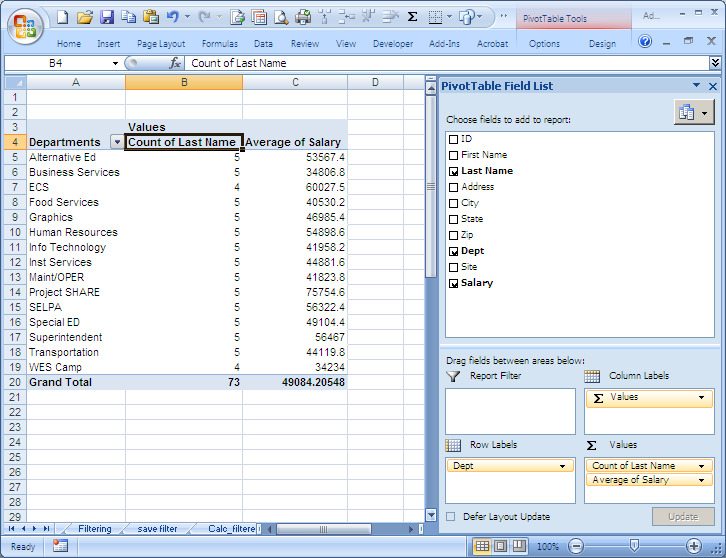 PivotTable Tools
Ad...
Home Insert Page Layout Formulas Data Review View Developer Add-Ins Acrobat Options Design
B4 fx Count of Last Name
A B C D
1
2
3 Values
4 Departments Count of Last Name Average of Salary
5 Alternative Ed 5 53567.4
6 Business Services 5 34806.8
7 ECS 4 60027.5
8 Food Services 5 40530.2
9 Graphics 5 46985.4
10 Human Resources 5 54898.6
11 Info Technology 5 41958.2
12 Inst Services 5 44881.6
13 Maint/OPER 5 41823.8
14 Project SHARE 5 75754.6
15 SELPA 5 56322.4
16 Special ED 5 49104.4
17 Superintendent 5 56467
18 Transportation 5 44119.8
19 WES Camp 4 34234
20 Grand Total 73 49084.20548
21
22
23
24
25
26
27
28
29
Filtering save filter Calc_filtere
Ready
100%
PivotTable Field List
Choose fields to add to report:
ID
First Name
Last Name
Address
City
State
Zip
Dept
Site
Salary
Drag fields between areas below:
Report Filter
Column Labels
Σ Values
Row Labels
Σ Values
Dept
Count of Last Name
Average of Salary
Defer Layout Update
Update